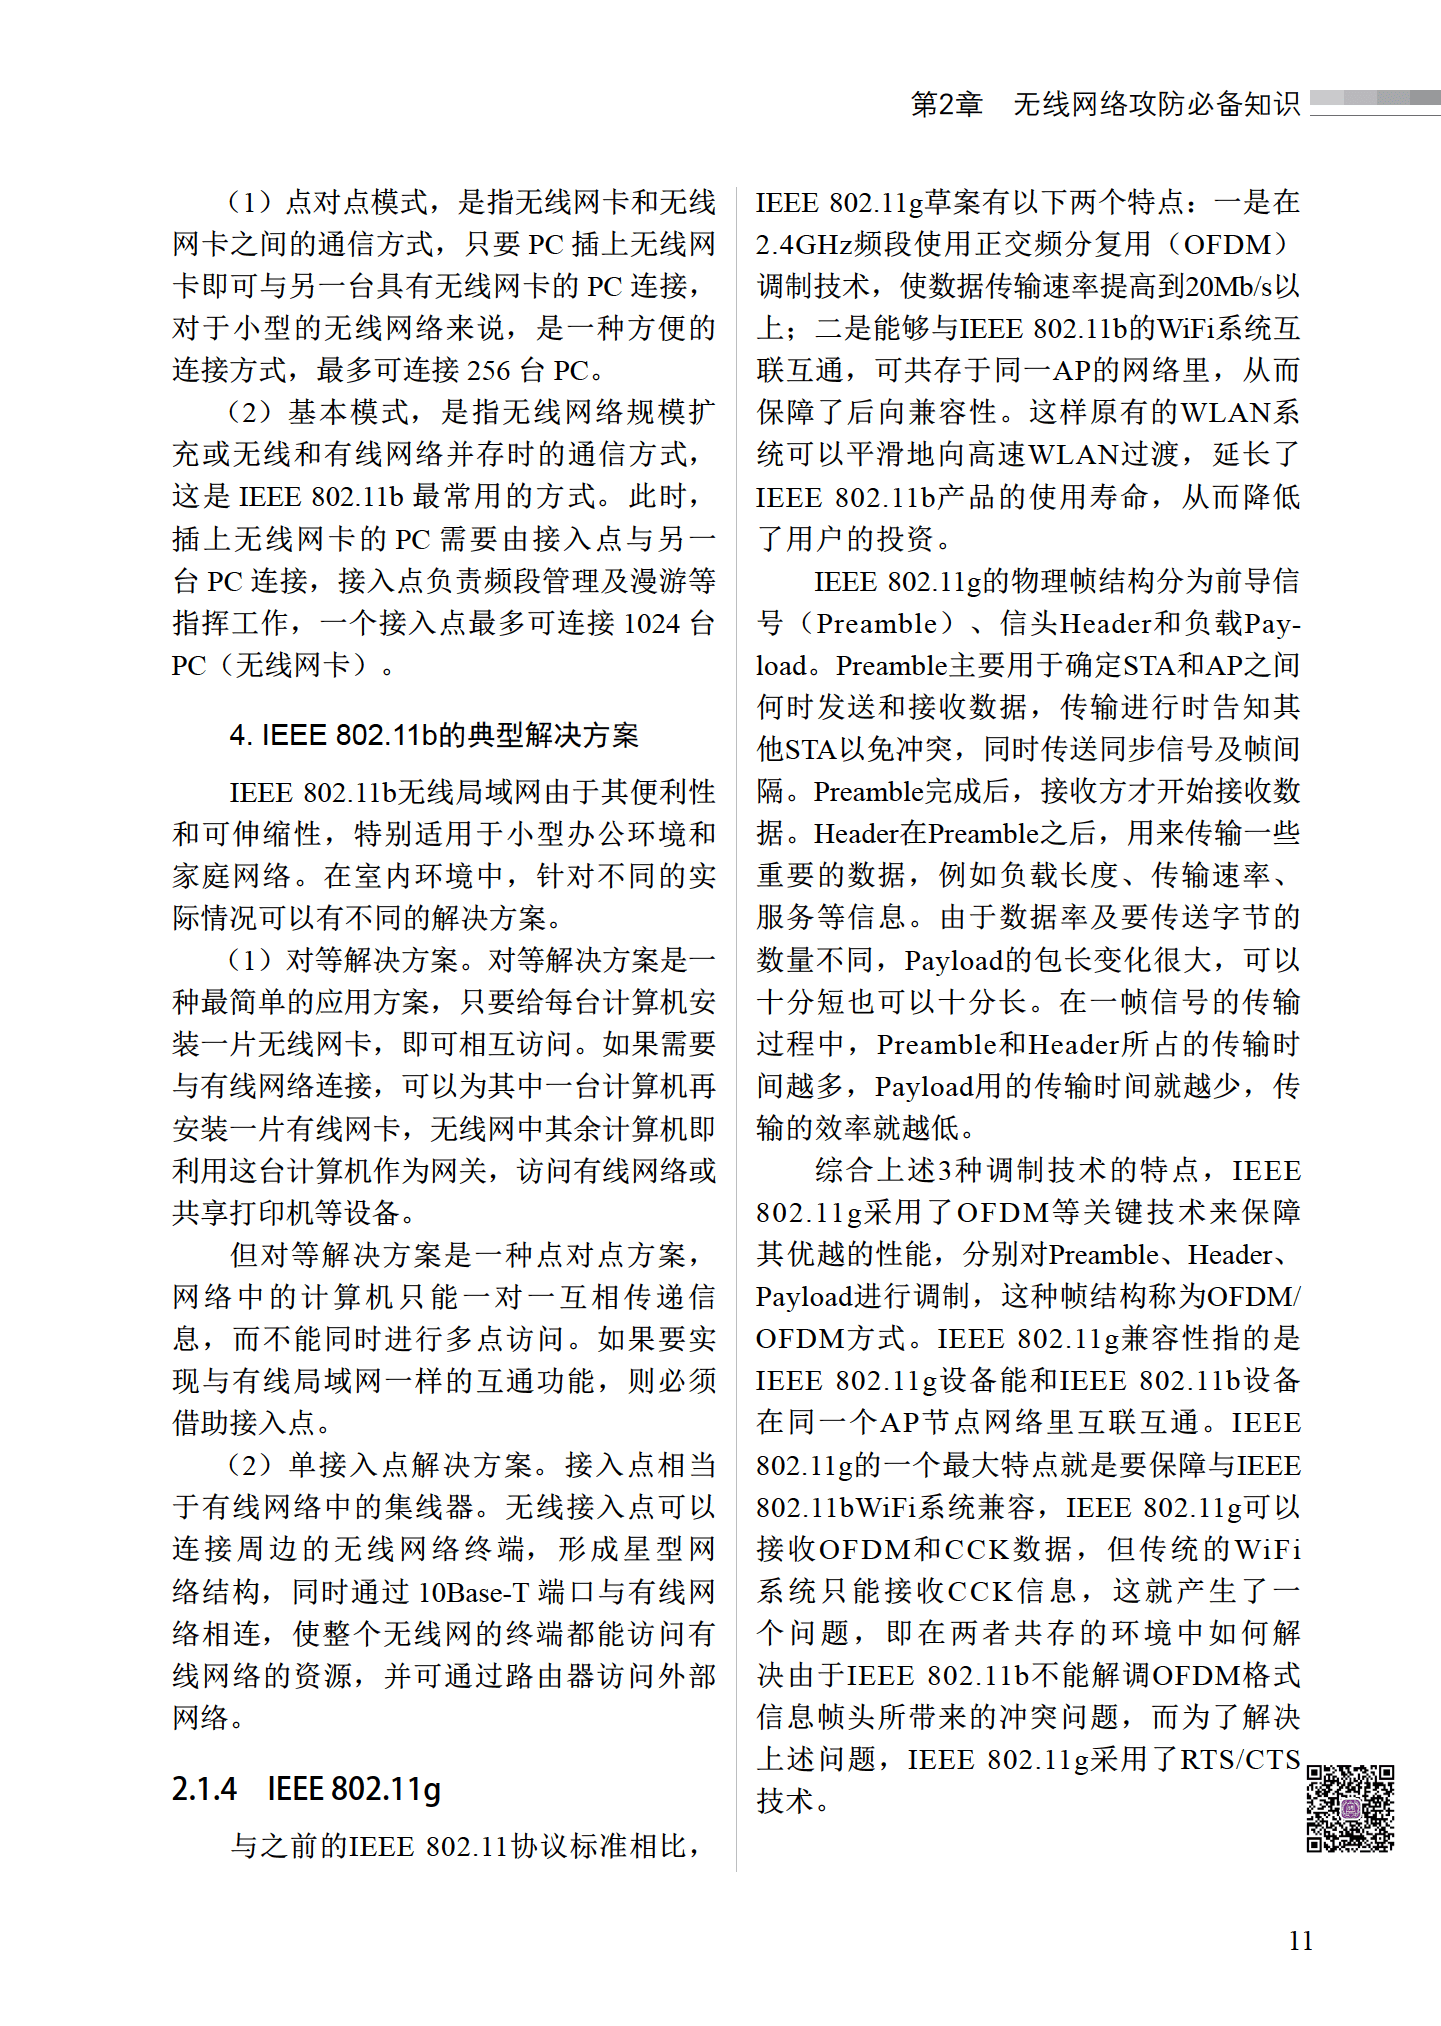 第2章　无线网络攻防必备知识
（1）点对点模式，是指无线网卡和无线
网卡之间的通信方式，只要 PC 插上无线网
卡即可与另一台具有无线网卡的 PC 连接，
对于小型的无线网络来说，是一种方便的
连接方式，最多可连接 256 台 PC。
（2）基本模式，是指无线网络规模扩
充或无线和有线网络并存时的通信方式，
这是 IEEE 802.11b 最常用的方式。此时，
插上无线网卡的 PC 需要由接入点与另一
台 PC 连接，接入点负责频段管理及漫游等
指挥工作，一个接入点最多可连接 1024 台
PC（无线网卡）。
4. IEEE 802.11b的典型解决方案
IEEE 802.11b无线局域网由于其便利性
和可伸缩性，特别适用于小型办公环境和
家庭网络。在室内环境中，针对不同的实
际情况可以有不同的解决方案。
（1）对等解决方案。对等解决方案是一
种最简单的应用方案，只要给每台计算机安
装一片无线网卡，即可相互访问。如果需要
与有线网络连接，可以为其中一台计算机再
安装一片有线网卡，无线网中其余计算机即
利用这台计算机作为网关，访问有线网络或
共享打印机等设备。
但对等解决方案是一种点对点方案，
网络中的计算机只能一对一互相传递信
息，而不能同时进行多点访问。如果要实
现与有线局域网一样的互通功能，则必须
借助接入点。
（2）单接入点解决方案。接入点相当
于有线网络中的集线器。无线接入点可以
连接周边的无线网络终端，形成星型网
络结构，同时通过 10Base-T 端口与有线网
络相连，使整个无线网的终端都能访问有
线网络的资源，并可通过路由器访问外部
网络。
2.1.4　IEEE 802.11g
与之前的IEEE 802.11协议标准相比，
IEEE 802.11g草案有以下两个特点：一是在
2.4GHz频段使用正交频分复用（OFDM）
调制技术，使数据传输速率提高到20Mb/s以
上；二是能够与IEEE 802.11b的WiFi系统互
联互通，可共存于同一AP的网络里，从而
保障了后向兼容性。这样原有的WLAN系
统可以平滑地向高速WLAN过渡，延长了
IEEE 802.11b产品的使用寿命，从而降低
了用户的投资。
IEEE 802.11g的物理帧结构分为前导信
号（Preamble）、信头Header和负载Pay-
load。Preamble主要用于确定STA和AP之间
何时发送和接收数据，传输进行时告知其
他STA以免冲突，同时传送同步信号及帧间
隔。Preamble完成后，接收方才开始接收数
据。Header在Preamble之后，用来传输一些
重要的数据，例如负载长度、传输速率、
服务等信息。由于数据率及要传送字节的
数量不同，Payload的包长变化很大，可以
十分短也可以十分长。在一帧信号的传输
过程中，Preamble和Header所占的传输时
间越多，Payload用的传输时间就越少，传
输的效率就越低。
综合上述3种调制技术的特点，IEEE
802.11g采用了OFDM等关键技术来保障
其优越的性能，分别对Preamble、Header、
Payload进行调制，这种帧结构称为OFDM/
OFDM方式。IEEE 802.11g兼容性指的是
IEEE 802.11g设备能和IEEE 802.11b设备
在同一个AP节点网络里互联互通。IEEE
802.11g的一个最大特点就是要保障与IEEE
802.11bWiFi系统兼容，IEEE 802.11g可以
接收OFDM和CCK数据，但传统的WiFi
系统只能接收CCK信息，这就产生了一
个问题，即在两者共存的环境中如何解
决由于IEEE 802.11b不能解调OFDM格式
信息帧头所带来的冲突问题，而为了解决
上述问题，IEEE 802.11g采用了RTS/CTS
技术。
11